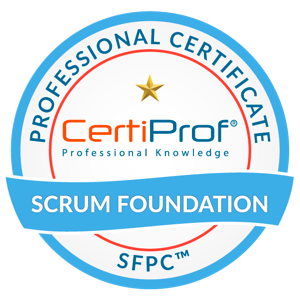 PROFESSIONAL CERTIFICATE
CertiProf®
Professional Knowledge
SCRUM FOUNDATION
SFPC™